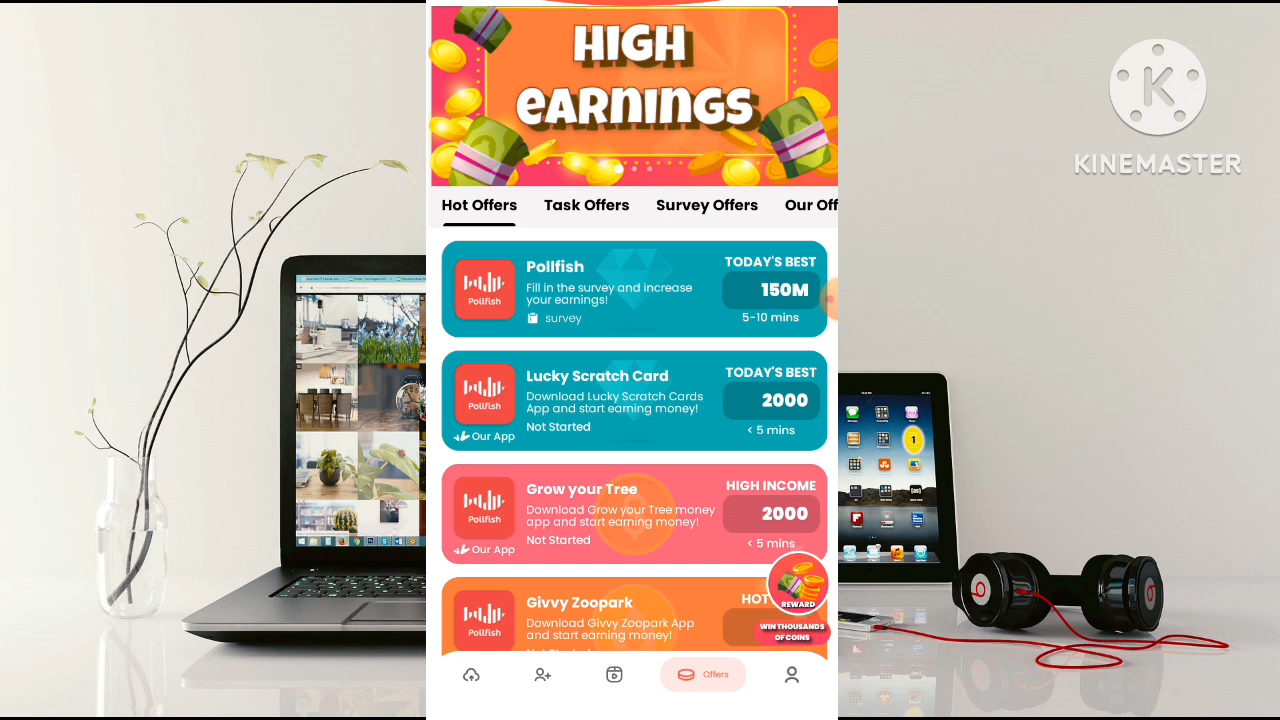 HIGH
EARNINGS
KINEMASTER
Hot Offers
Task Offers
Survey Offers
Our Off
Pollfish
Pollfish
Fill in the survey and increase
your earnings!
survey
TODAY'S BEST
150M
5-10 mins
Pollfish
Our App
Lucky Scratch Card
Download Lucky Scratch Cards
App and start earning money!
Not Started
TODAY'S BEST
2000
< 5 mins
Pollfish
Our App
Grow your Tree
Download Grow your Tree money
app and start earning money!
Not Started
HIGH INCOME
2000
< 5 mins
Pollfish
Givvy Zoopark
Download Givvy Zoopark App
and start earning money!
HOT
REWARD
WIN THOUSANDS
OF COINS
Offers
1